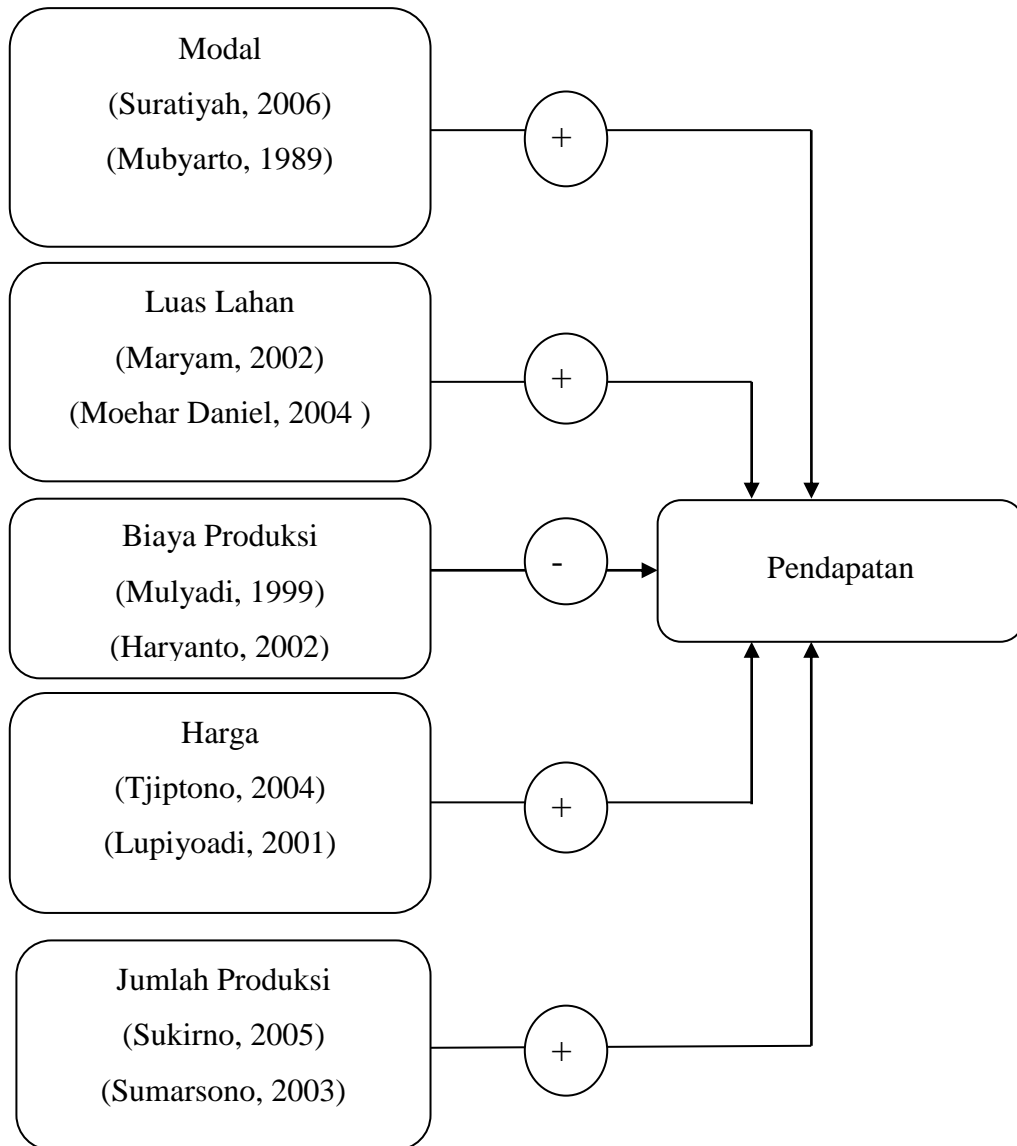 Modal
(Suratiyah, 2006)
(Mubyarto, 1989)
+
Luas Lahan
(Maryam, 2002)
(Moehar Daniel, 2004 )
+
Biaya Produksi
(Mulyadi, 1999)
(Haryanto, 2002)
-
Pendapatan
Harga
(Tjiptono, 2004)
(Lupiyoadi, 2001)
+
Jumlah Produksi
(Sukirno, 2005)
(Sumarsono, 2003)
+